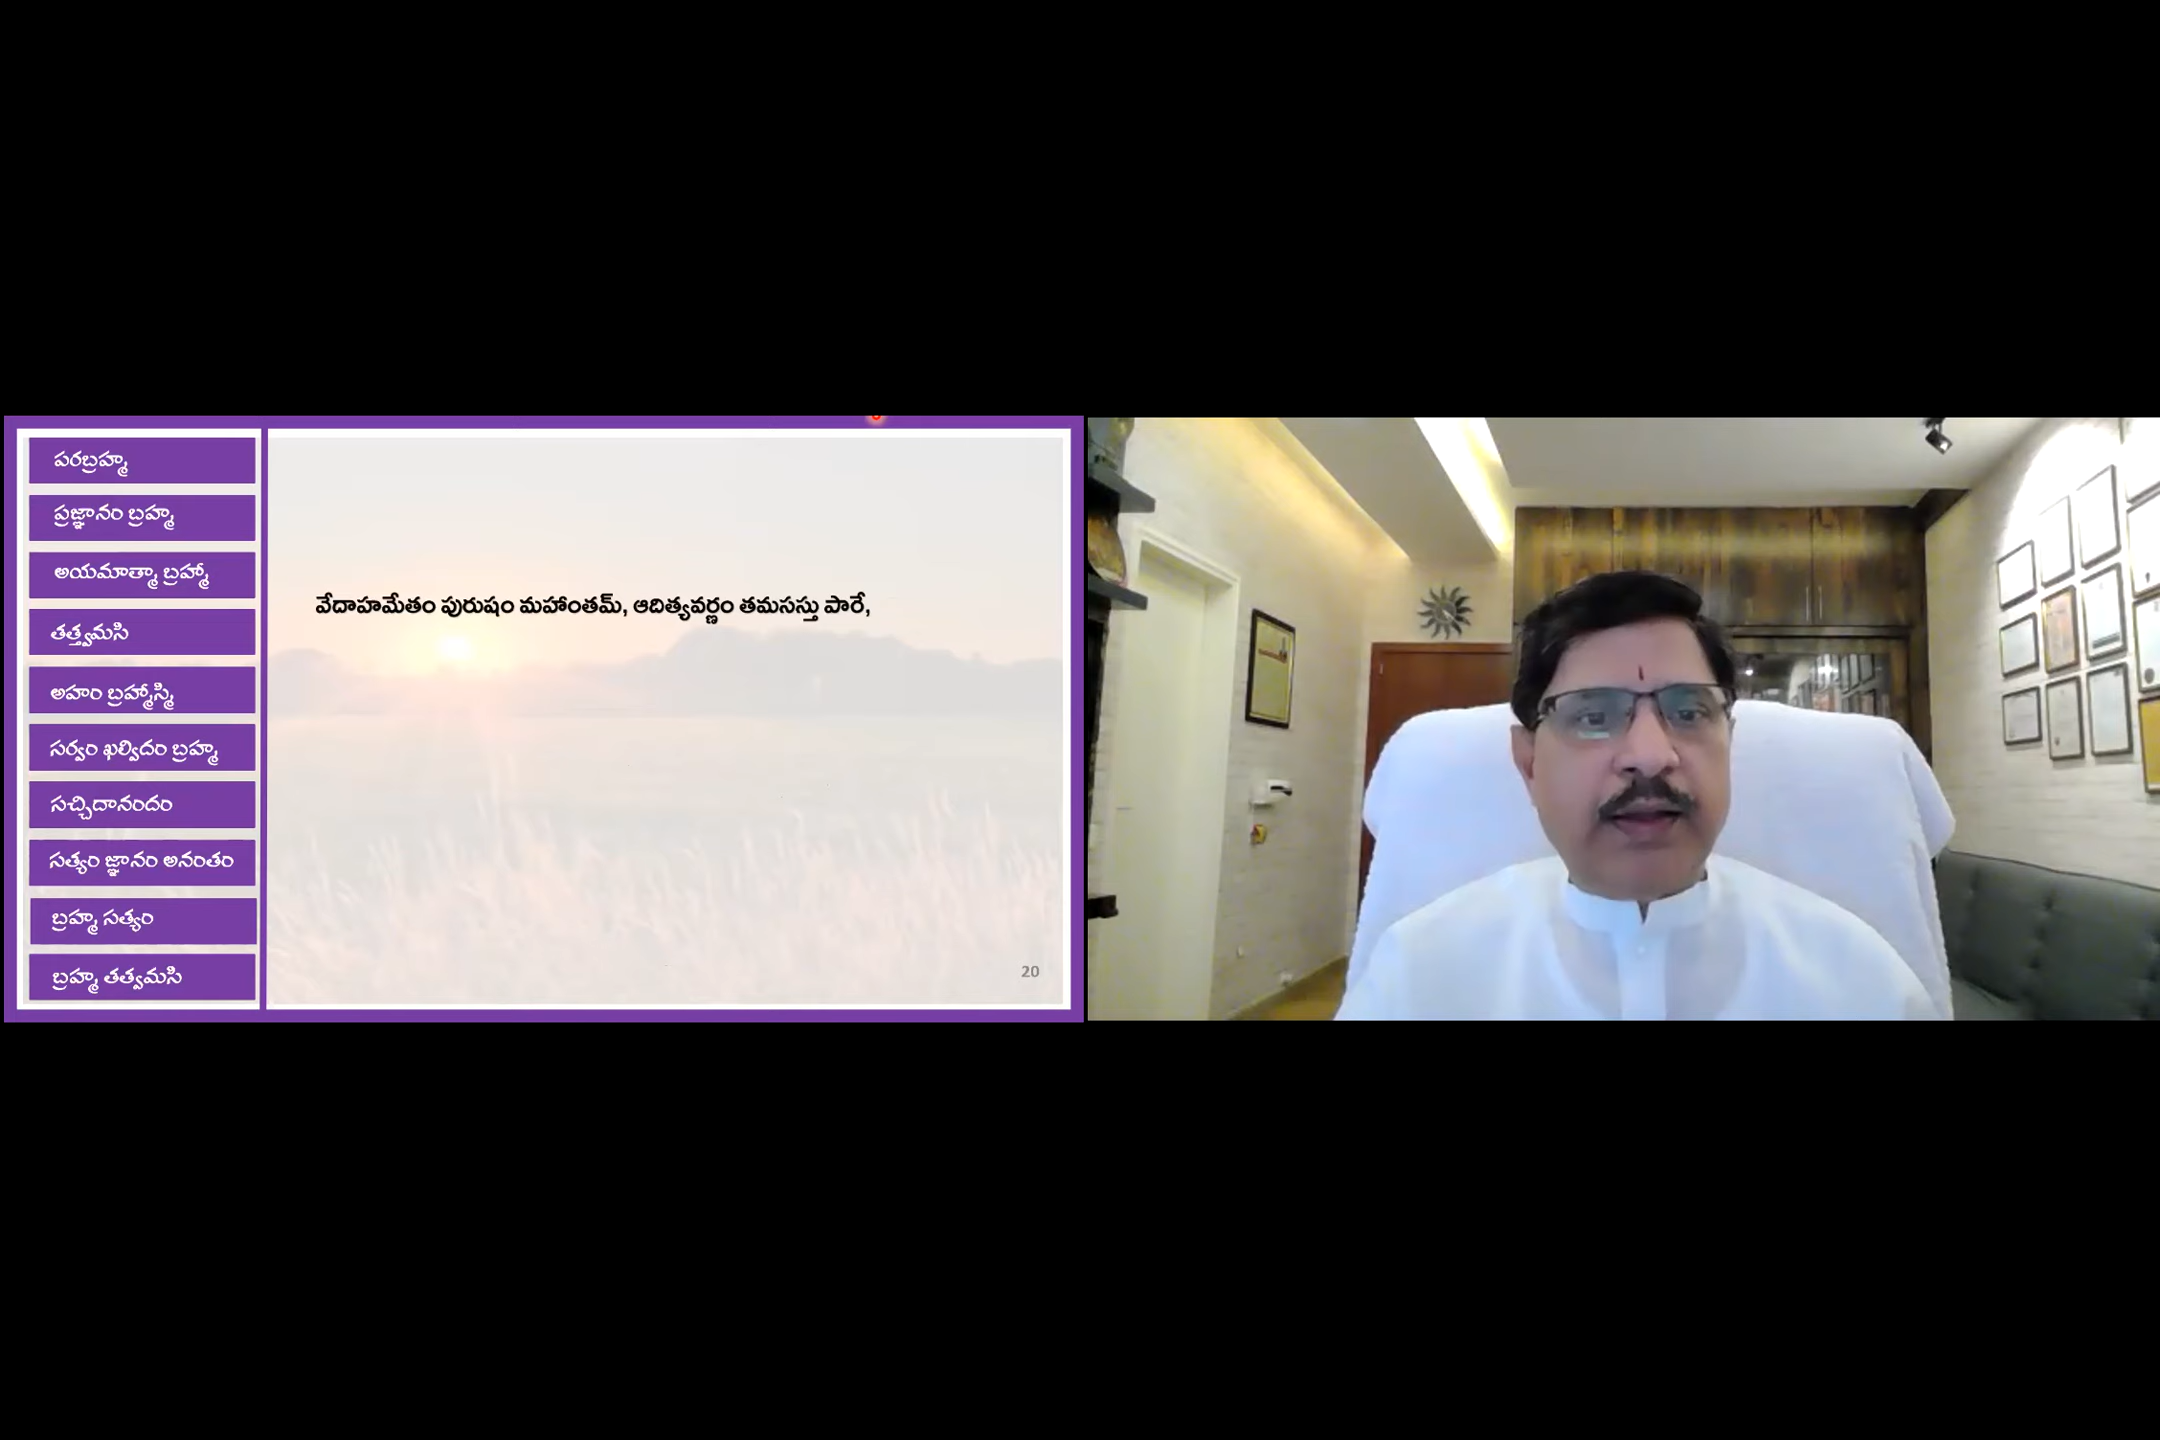 పరబ్రహ్మ
ప్రజ్ఞానం బ్రహ్మ
అయమాత్మా బ్రహ్మా
తత్త్వమసి
అహం బ్రహ్మాస్మి
సర్వం ఖల్విదం బ్రహ్మ
సచ్చిదానందం
సత్యం జ్ఞానం అనంతం
బ్రహ్మ సత్యం
బ్రహ్మ తత్వమసి
వేదాహమేతం పురుషం మహాంతమ్, ఆదిత్యవర్ణం తమసస్తు పారే,
20